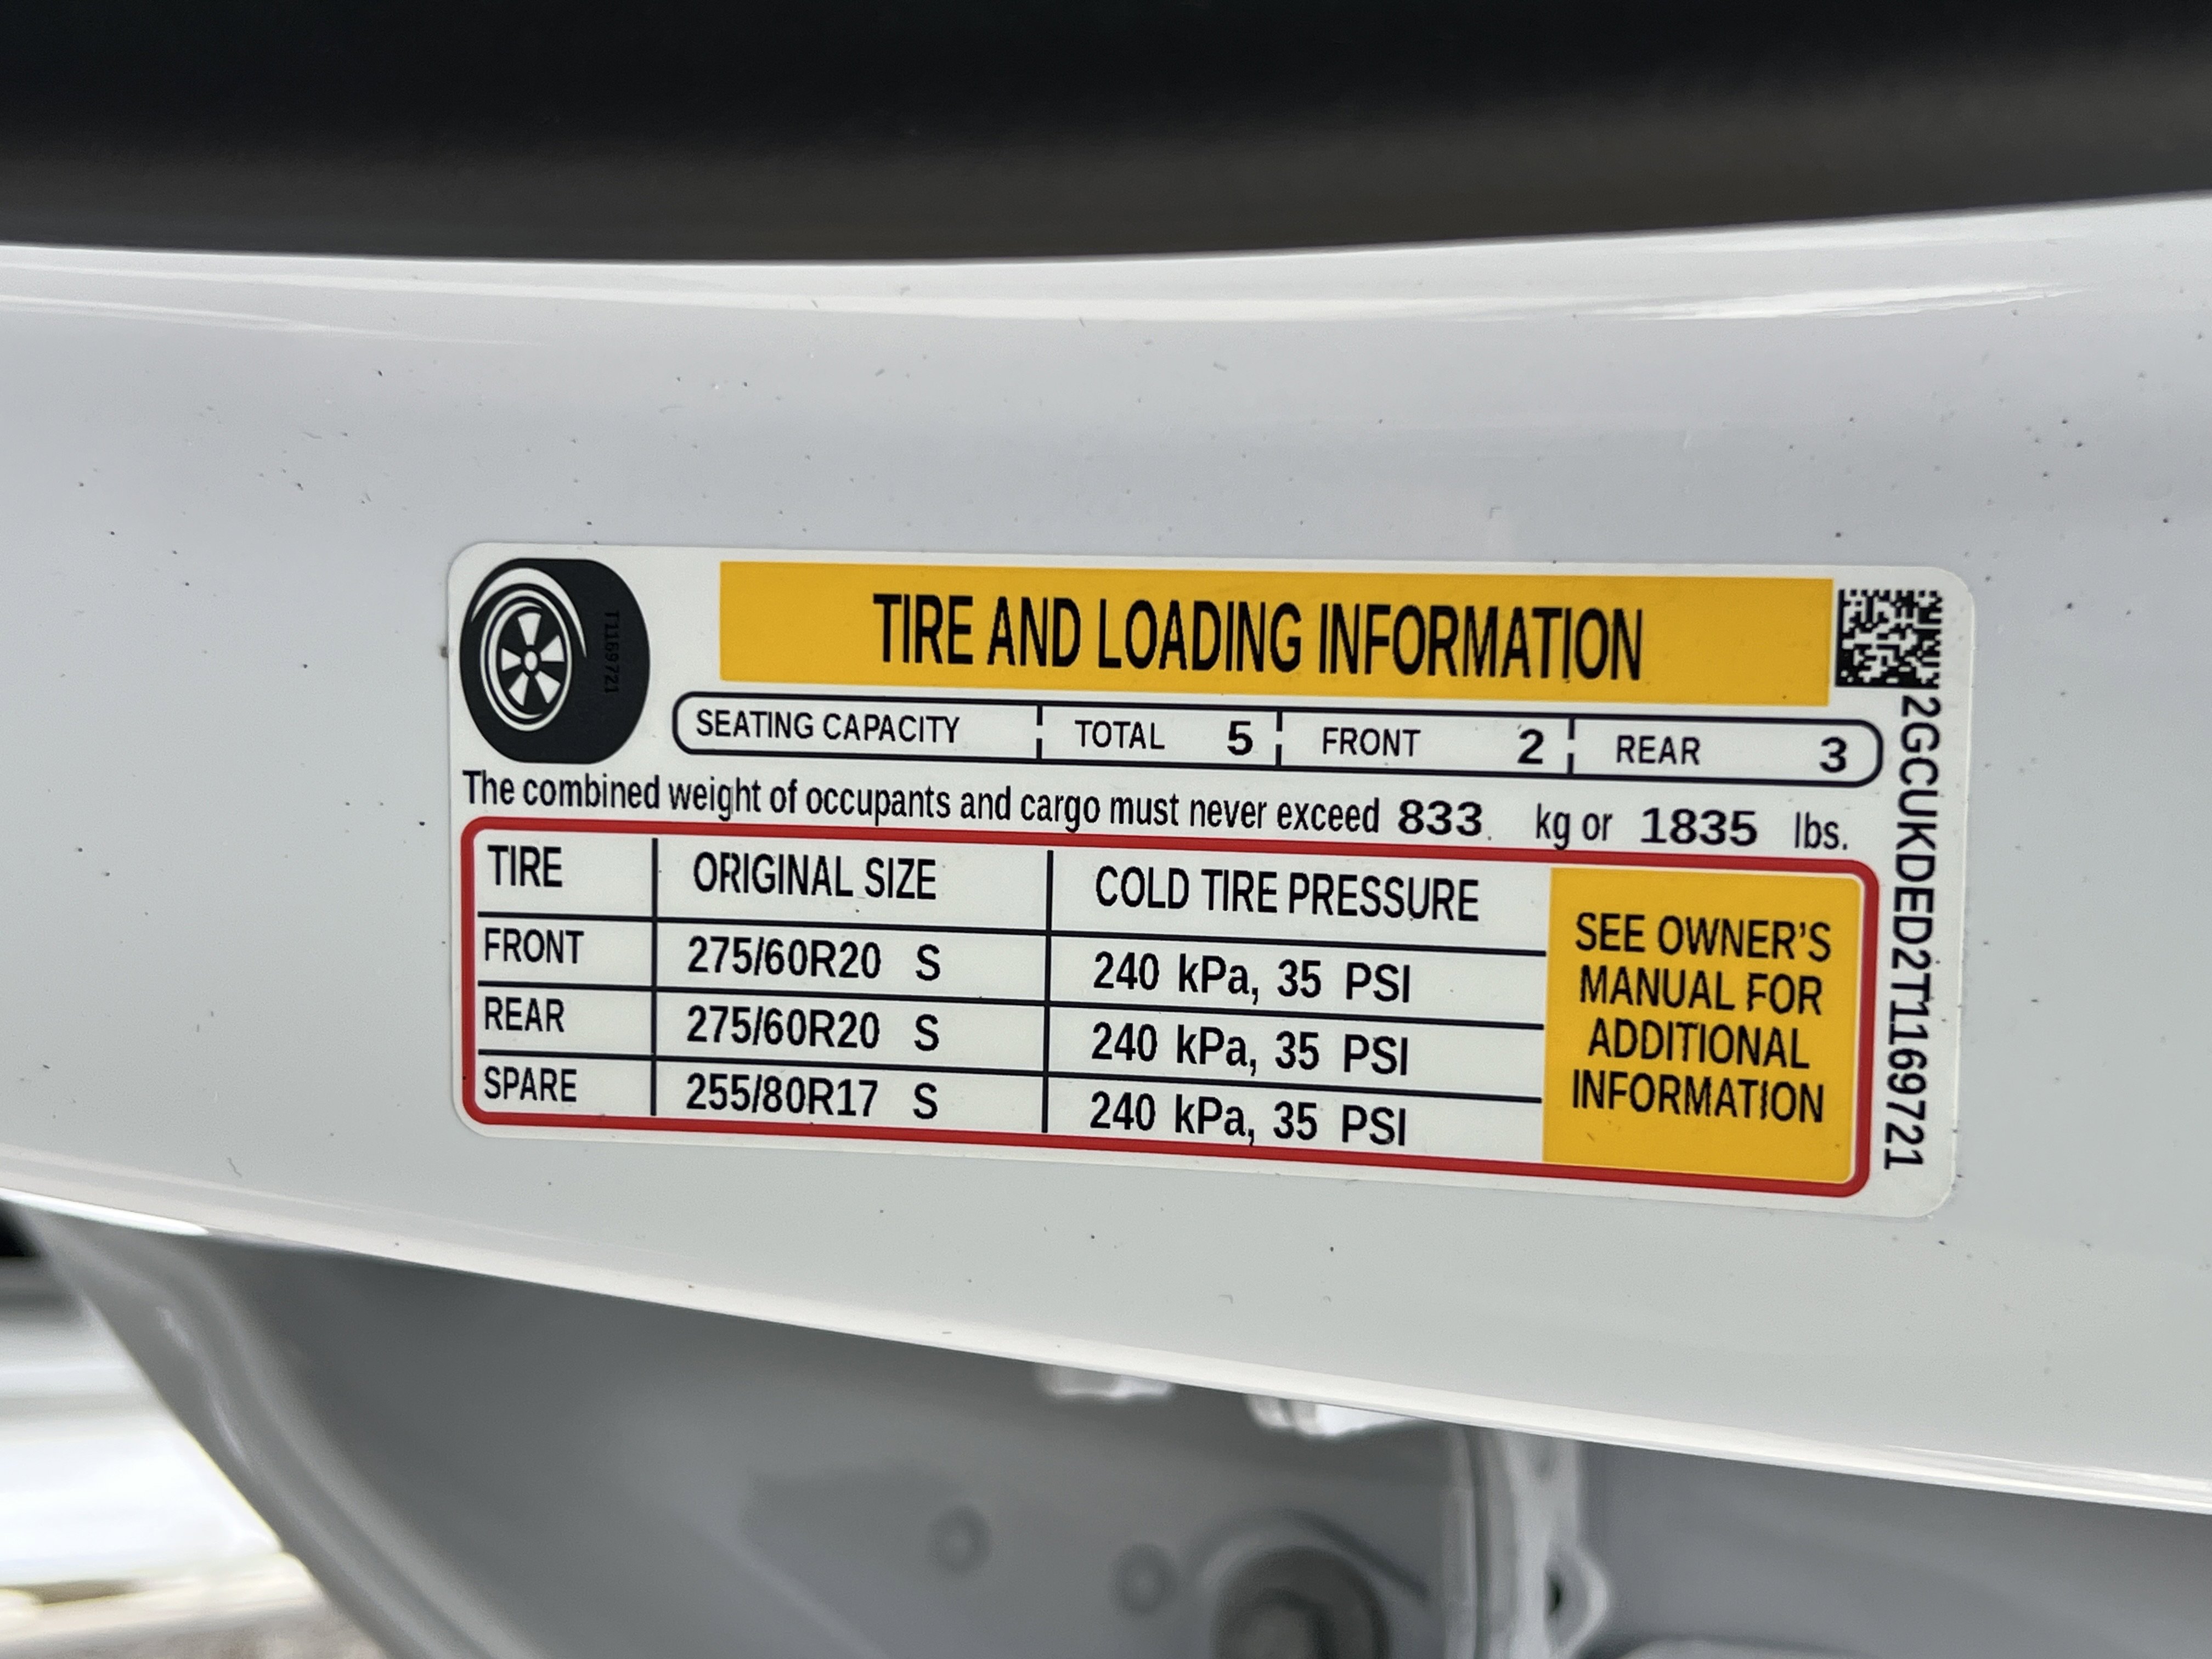 T1169721
TIRE AND LOADING INFORMATION
SEATING CAPACITY TOTAL 5 FRONT 2 REAR 3
The combined weight of occupants and cargo must never exceed 833 kg or 1835 lbs.
TIRE ORIGINAL SIZE COLD TIRE PRESSURE
FRONT 275/60R20 S 240 kPa, 35 PSI
REAR 275/60R20 S 240 kPa, 35 PSI
SPARE 255/80R17 S 240 kPa, 35 PSI
SEE OWNER'S
MANUAL FOR
ADDITIONAL
INFORMATION
2GCUKDED2T1169721